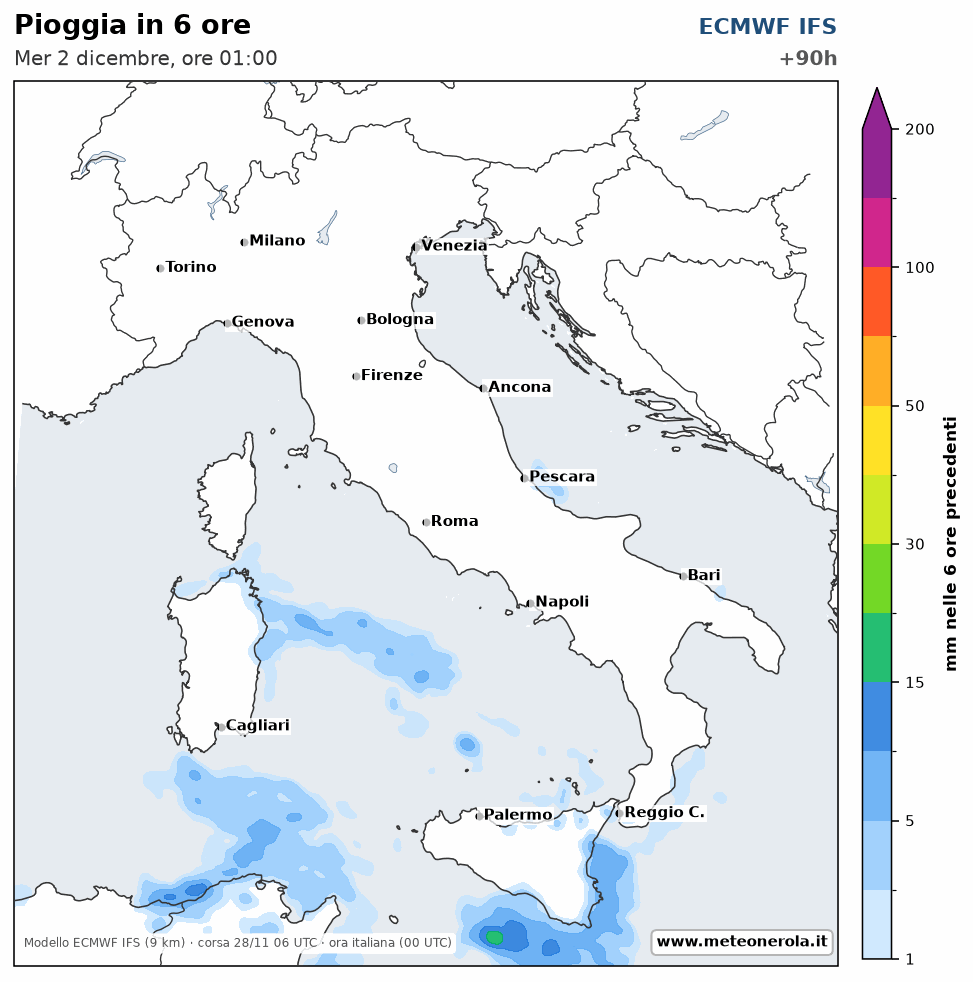 Pioggia in 6 ore
ECMWF IFS
Mer 2 dicembre, ore 01:00
+90h
Milano
Venezia
Torino
Genova
Bologna
Firenze
Ancona
Pescara
Roma
Bari
Napoli
Cagliari
Palermo
Reggio C.
Modello ECMWF IFS (9 km) · corsa 28/11 06 UTC · ora italiana (00 UTC)
www.meteonerola.it
200
100
50
30
15
5
1
mm nelle 6 ore precedenti